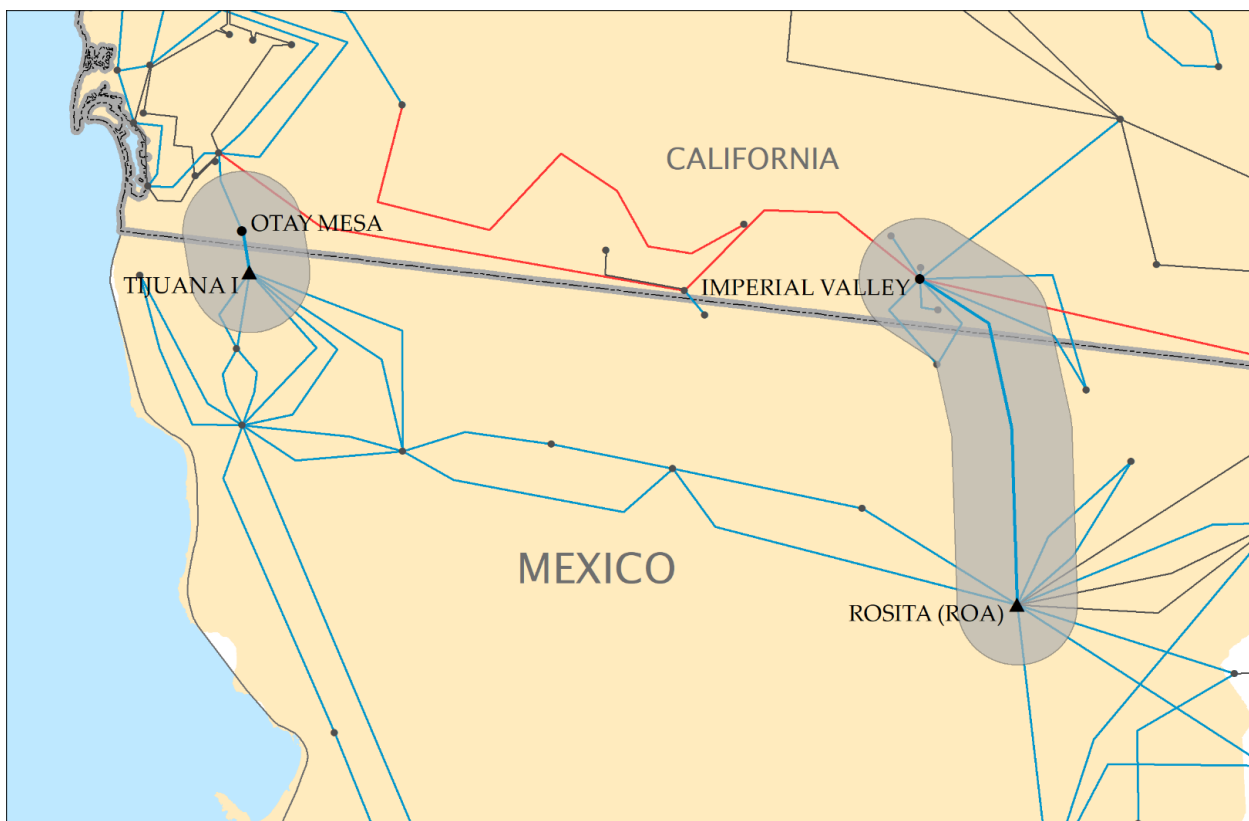 CALIFORNIA
OTAY MESA
TIJUANA I
IMPERIAL VALLEY
MEXICO
ROSITA (ROA)